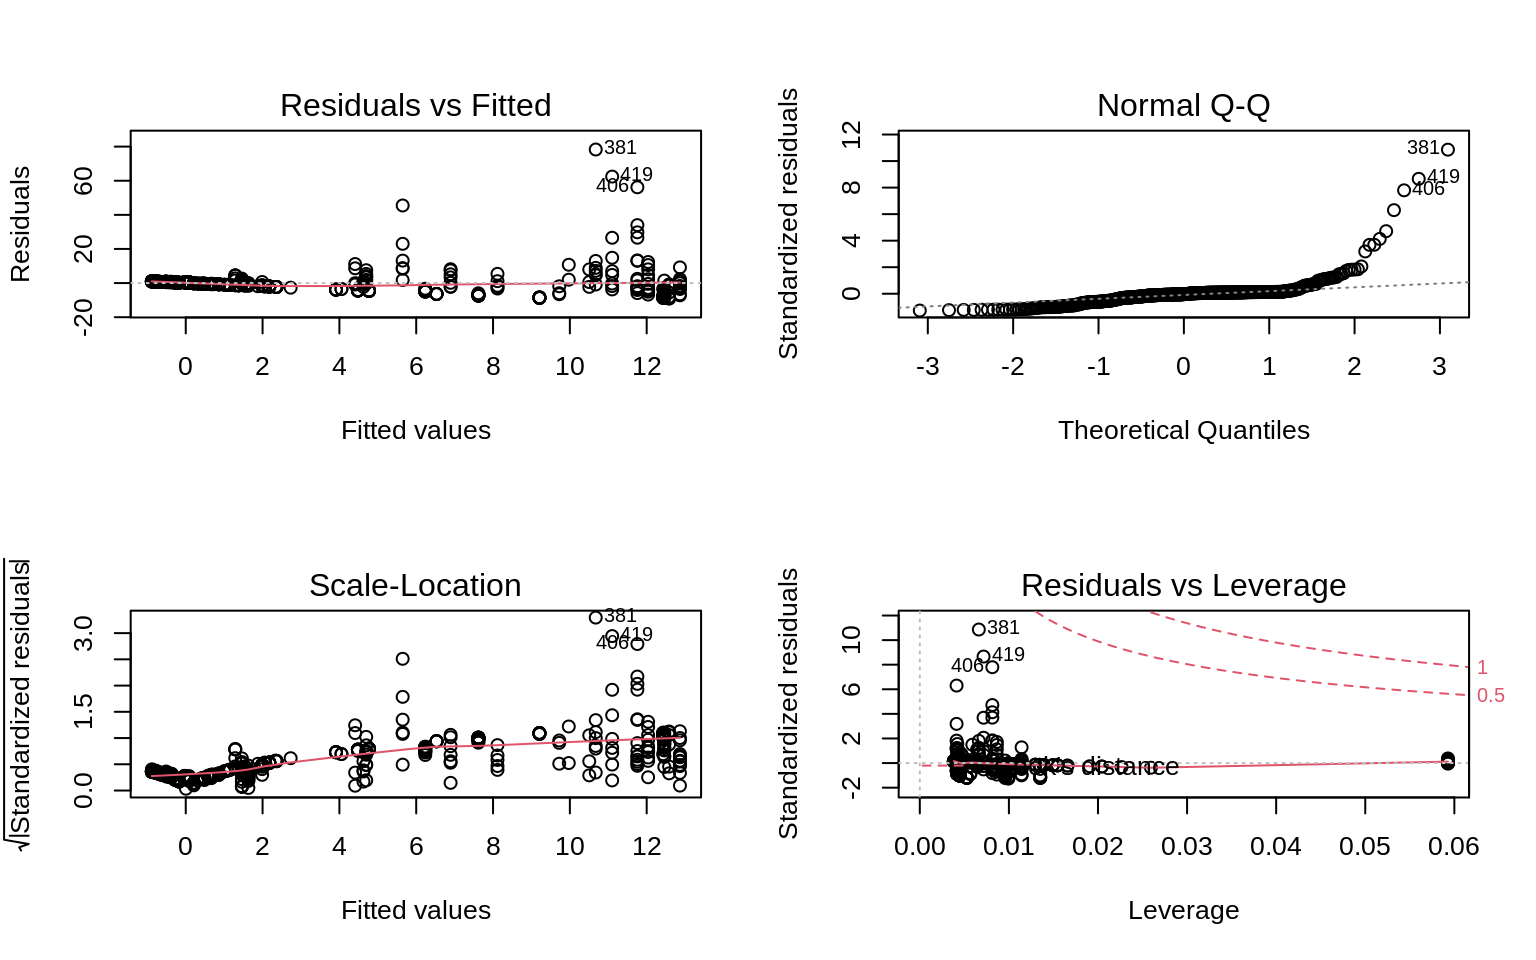 Residuals vs Fitted
Residuals
60
20
-20
381
419
406
0 2 4 6 8 10 12
Fitted values
Normal Q-Q
Standardized residuals
12
8
4
0
381
419
406
-3 -2 -1 0 1 2 3
Theoretical Quantiles
Scale-Location
√|Standardized residuals|
3.0
1.5
0.0
381
419
406
0 2 4 6 8 10 12
Fitted values
Residuals vs Leverage
Standardized residuals
10
6
2
-2
381
419
406
1
0.5
distance
0.00 0.01 0.02 0.03 0.04 0.05 0.06
Leverage